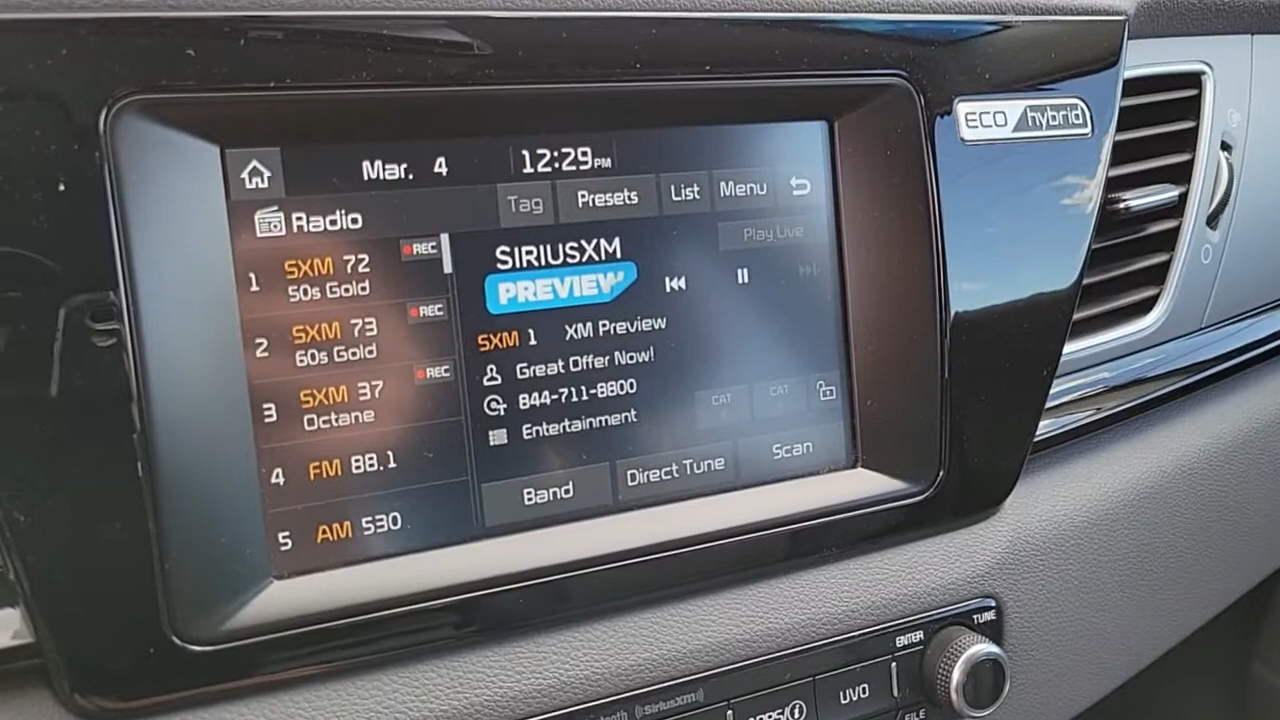 Mar. 4 12:29PM
Radio
Tag Presets List Menu
1 SXM 72 REC
50s Gold
2 SXM 73 REC
60s Gold
3 SXM 37 REC
Octane
4 FM 88.1
5 AM 530
SIRIUSXM
PREVIEW
Play Live
SXM 1 XM Preview
Great Offer Now!
844-711-8800
Entertainment
CAT CAT
Band Direct Tune Scan
ECO hybrid
ENTER TUNE
UVO
FILE
((SiriusXM))